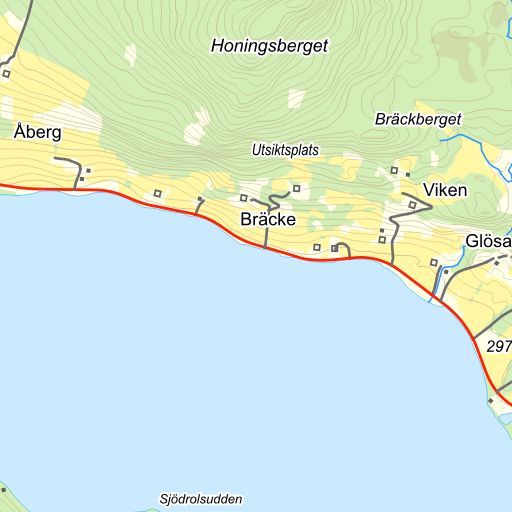 Honingsberget
Bräckberget
Åberg
Utsiktsplats
Viken
Bräcke
Glösa
297
Sjödrolsudden